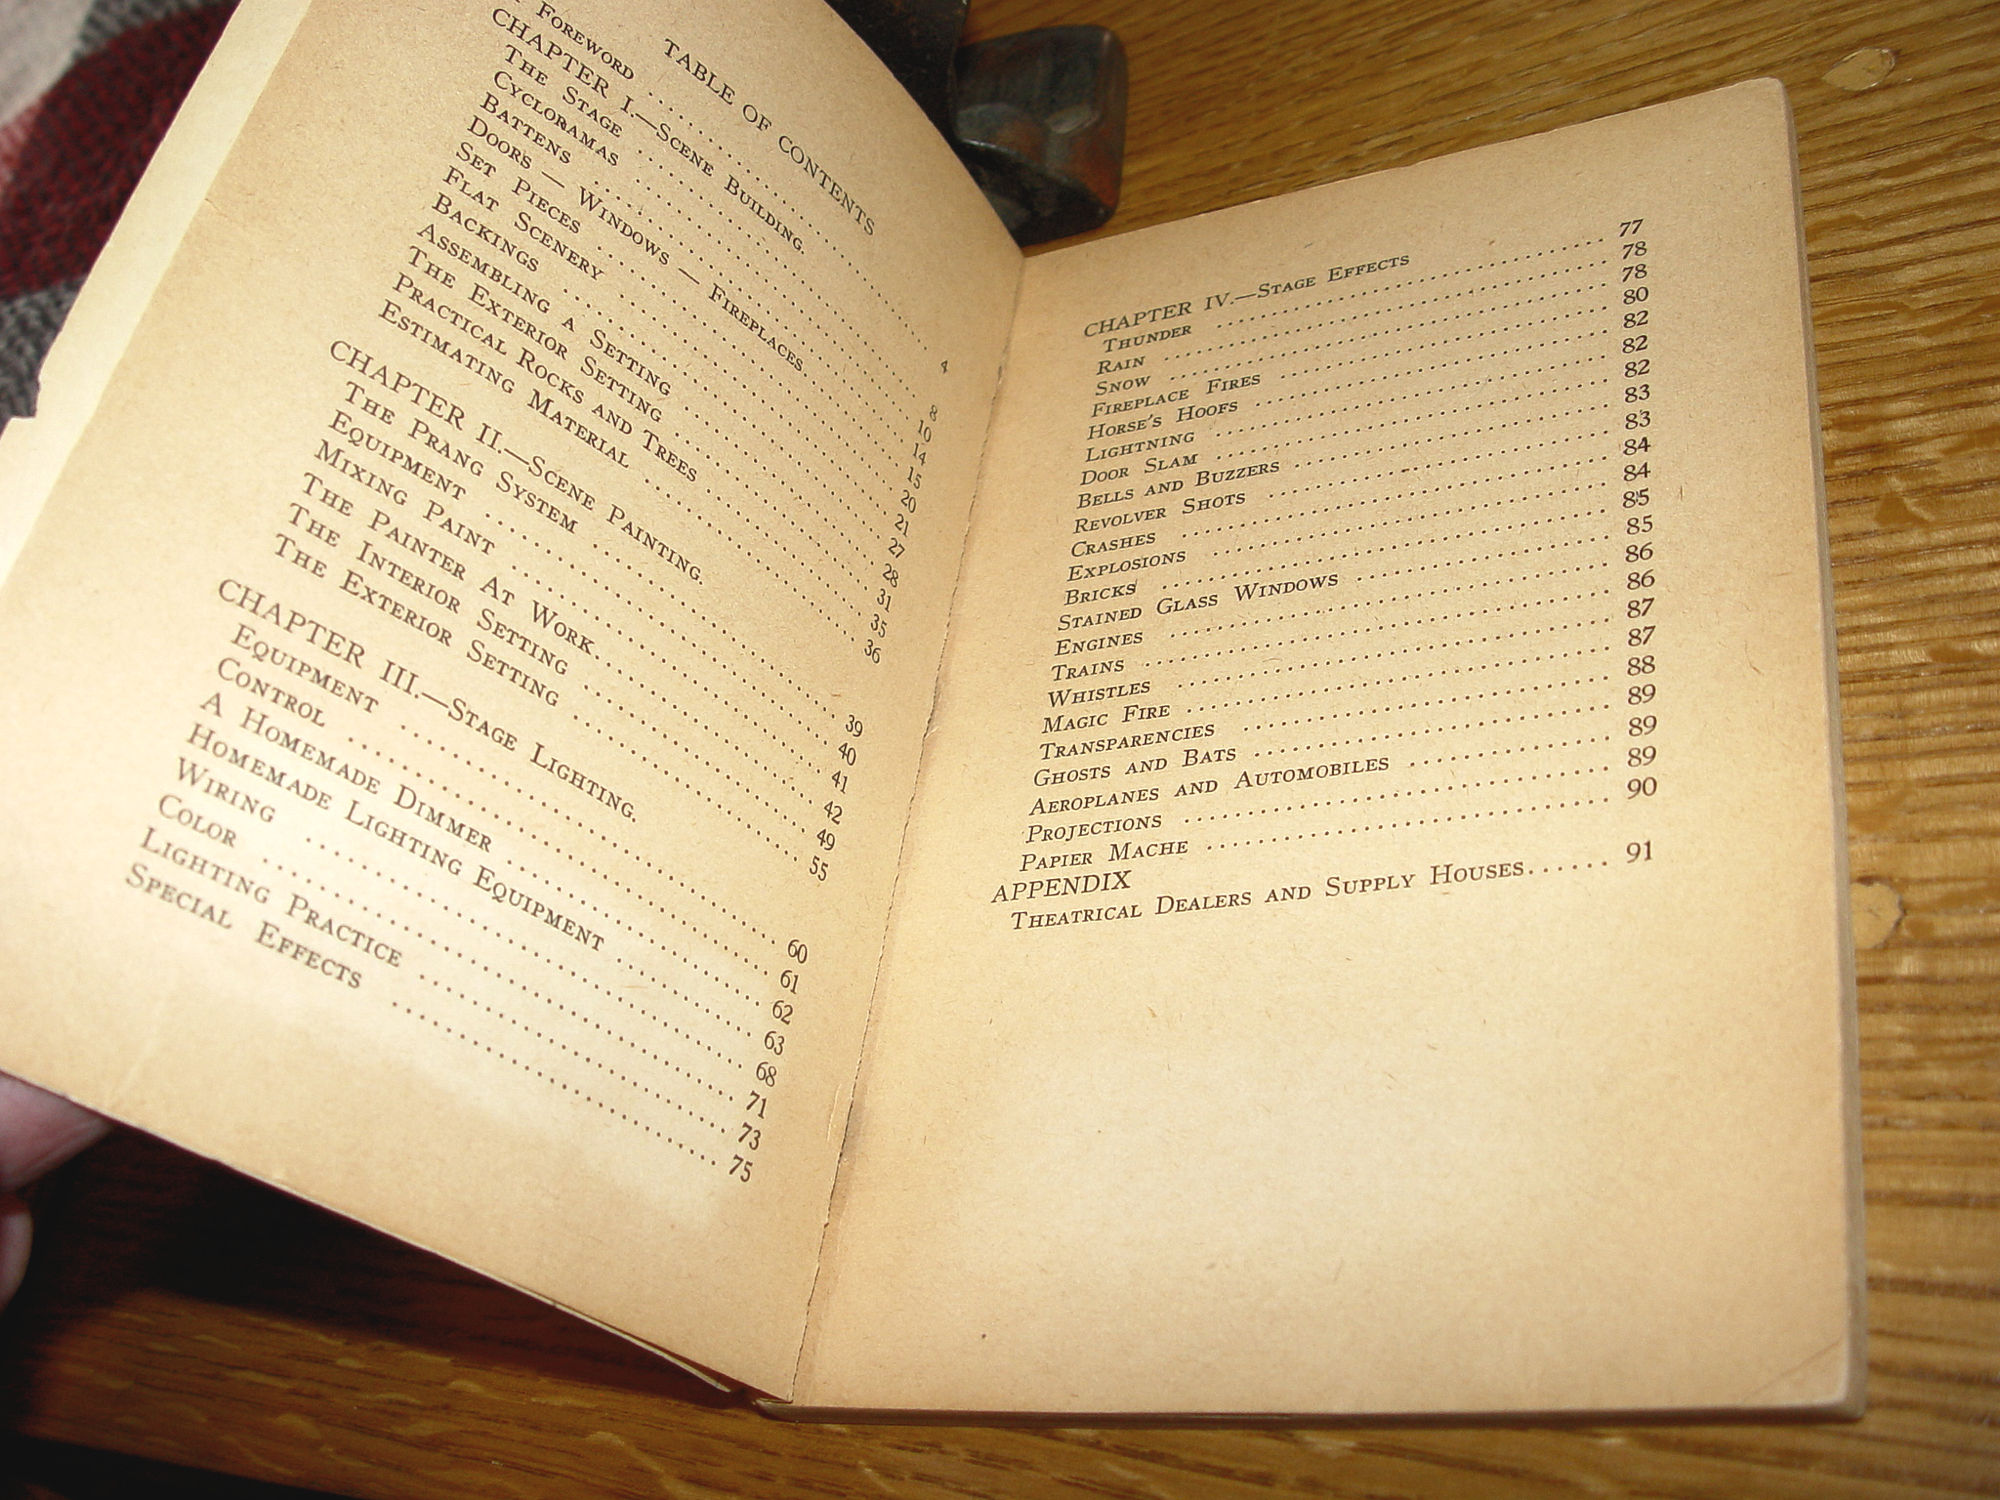 TABLE OF CONTENTS
FOREWORD .......... 4
CHAPTER I.—SCENE BUILDING.
THE STAGE .......... 8
CYCLORAMAS .......... 10
BATTENS .......... 14
DOORS — WINDOWS — FIREPLACES .......... 15
SET PIECES .......... 20
FLAT SCENERY .......... 21
BACKINGS .......... 27
ASSEMBLING A SETTING .......... 28
THE EXTERIOR SETTING .......... 31
PRACTICAL ROCKS AND TREES .......... 35
ESTIMATING MATERIAL .......... 36
CHAPTER II.—SCENE PAINTING.
THE PRANG SYSTEM .......... 39
EQUIPMENT .......... 40
MIXING PAINT .......... 41
THE PAINTER AT WORK .......... 42
THE INTERIOR SETTING .......... 49
THE EXTERIOR SETTING .......... 55
CHAPTER III.—STAGE LIGHTING.
EQUIPMENT .......... 60
CONTROL .......... 61
A HOMEMADE DIMMER .......... 62
HOMEMADE LIGHTING EQUIPMENT .......... 63
WIRING .......... 68
COLOR .......... 71
LIGHTING PRACTICE .......... 73
SPECIAL EFFECTS .......... 75
CHAPTER IV.—STAGE EFFECTS
THUNDER .......... 77
RAIN .......... 78
SNOW .......... 78
FIREPLACE FIRES .......... 80
HORSE'S HOOFS .......... 82
LIGHTNING .......... 82
DOOR SLAM .......... 82
BELLS AND BUZZERS .......... 83
REVOLVER SHOTS .......... 83
CRASHES .......... 84
EXPLOSIONS .......... 84
BRICKS .......... 85
STAINED GLASS WINDOWS .......... 85
ENGINES .......... 86
TRAINS .......... 86
WHISTLES .......... 87
MAGIC FIRE .......... 87
TRANSPARENCIES .......... 88
GHOSTS AND BATS .......... 89
AEROPLANES AND AUTOMOBILES .......... 89
PROJECTIONS .......... 89
PAPIER MACHE .......... 90
APPENDIX
THEATRICAL DEALERS AND SUPPLY HOUSES...... 91